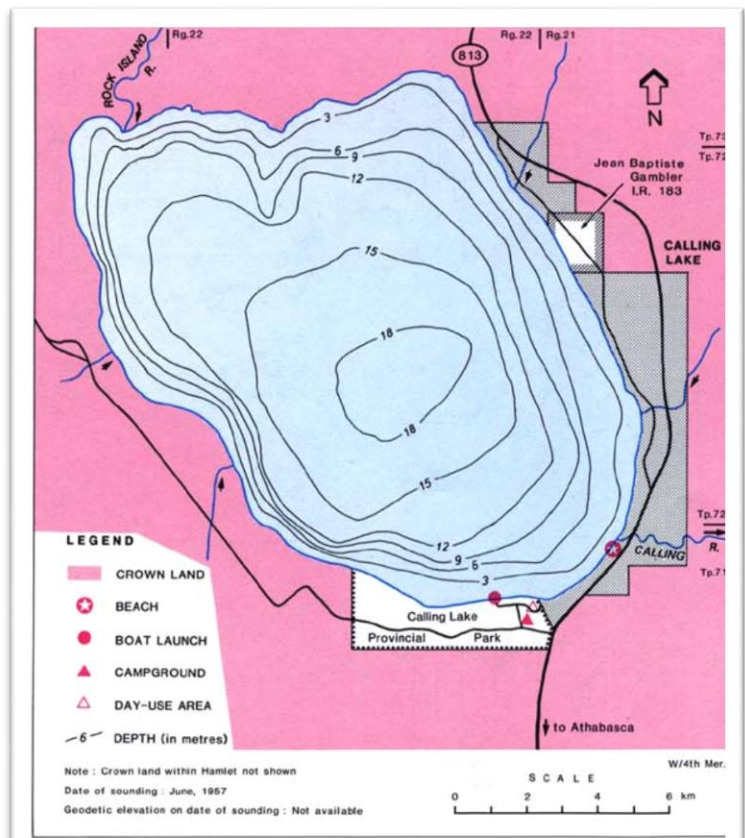 Rg.22
Rg.22
Rg.21
813
ROCK ISLAND
R.
N
Tp.73
Tp.72
Jean Baptiste
Gambler
I.R. 183
CALLING
LAKE
3
6
9
12
15
18
18
15
12
9
6
3
Tp.72
CALLING R.
Tp.71
Calling Lake
Provincial Park
to Athabasca
W/4th Mer.
LEGEND
CROWN LAND
BEACH
BOAT LAUNCH
CAMPGROUND
DAY-USE AREA
6 DEPTH (in metres)
Note : Crown land within Hamlet not shown
Date of sounding : June, 1957
Geodetic elevation on date of sounding : Not available
SCALE
0 2 4 6 km